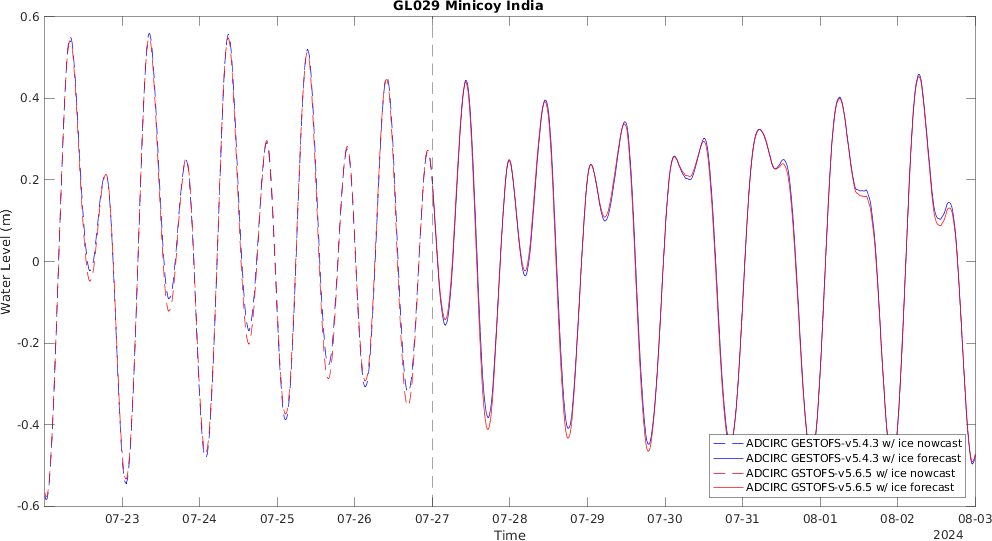 GL029 Minicoy India
0.6
0.4
0.2
0
-0.2
-0.4
-0.6
Water Level (m)
ADCIRC GESTOFS-v5.4.3 w/ ice nowcast
ADCIRC GESTOFS-v5.4.3 w/ ice forecast
ADCIRC GSTOFS-v5.6.5 w/ ice nowcast
ADCIRC GSTOFS-v5.6.5 w/ ice forecast
07-23 07-24 07-25 07-26 07-27 07-28 07-29 07-30 07-31 08-01 08-02 08-03
Time
2024